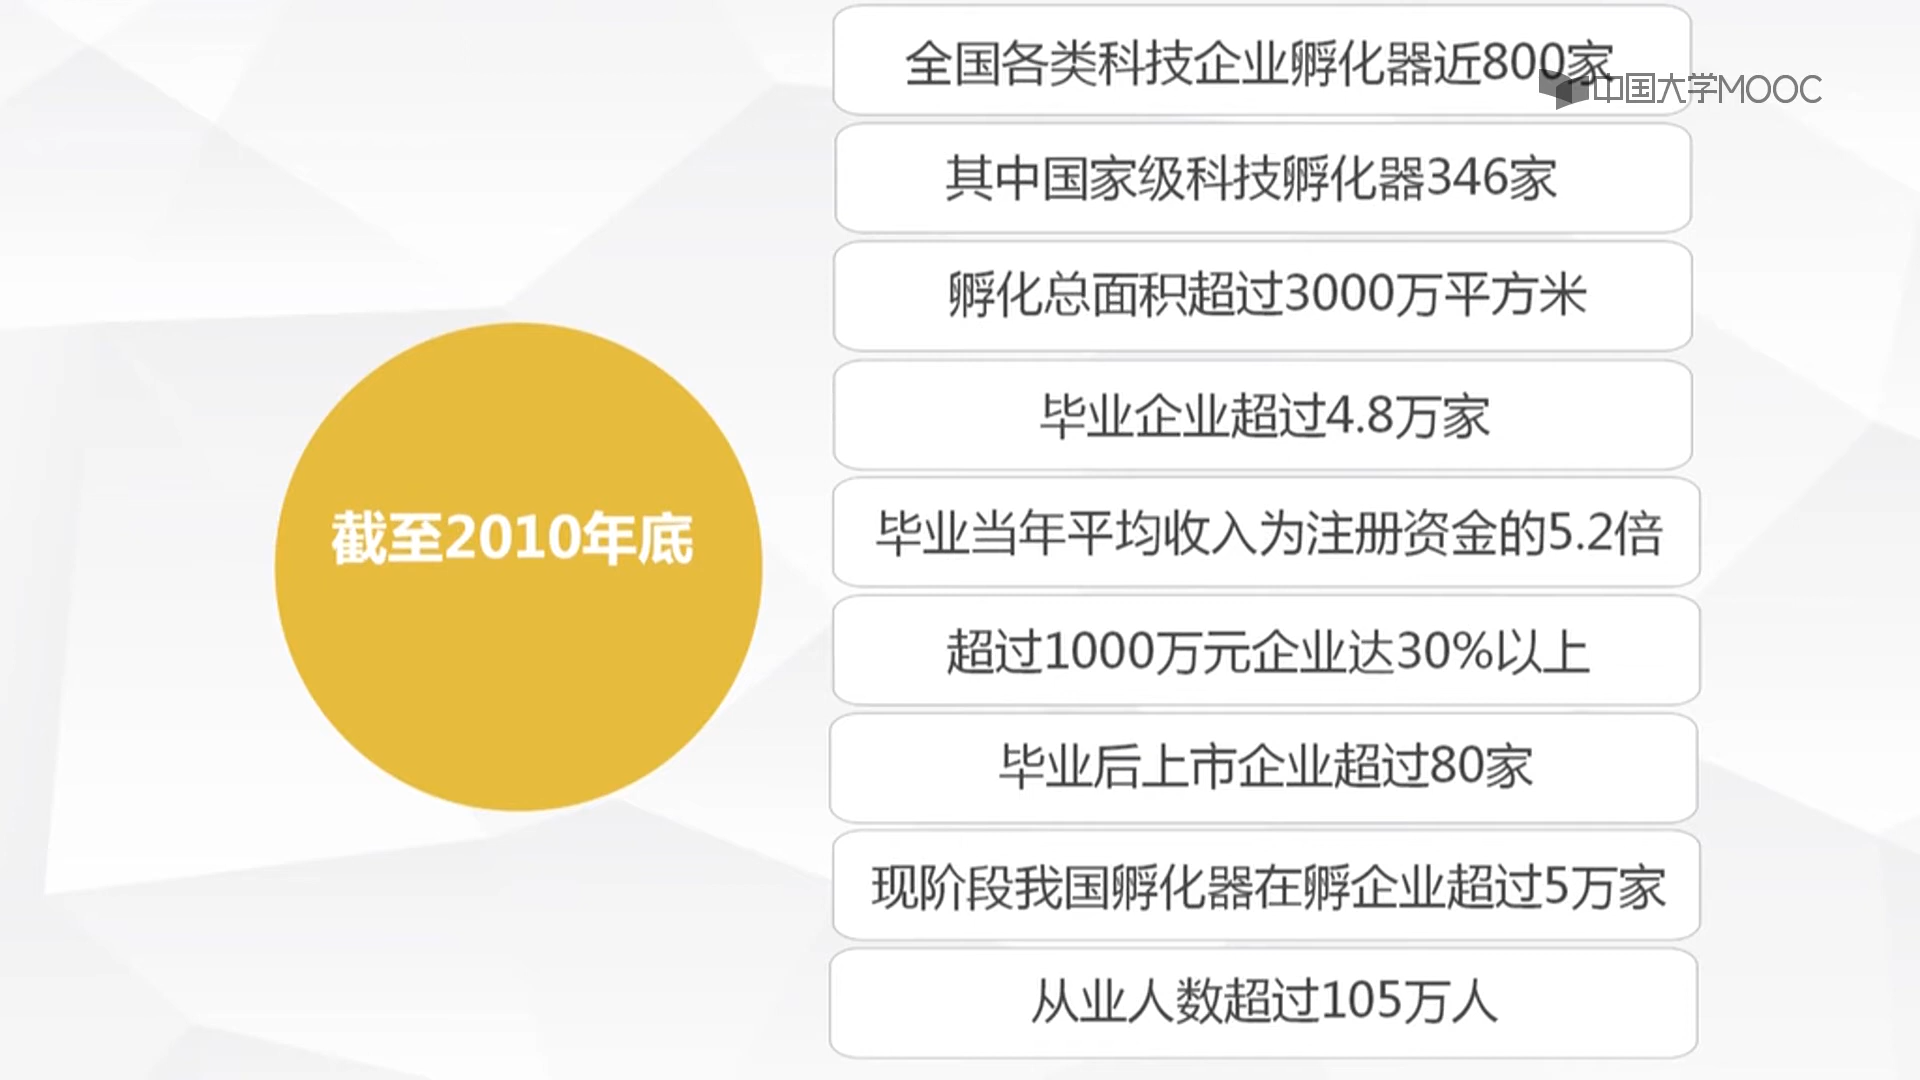 全国各类科技企业孵化器近800家
中国大学MOOC
其中国家级科技孵化器346家
孵化总面积超过3000万平方米
毕业企业超过4.8万家
截至2010年底
毕业当年平均收入为注册资金的5.2倍
超过1000万元企业达30%以上
毕业后上市企业超过80家
现阶段我国孵化器在孵企业超过5万家
从业人数超过105万人